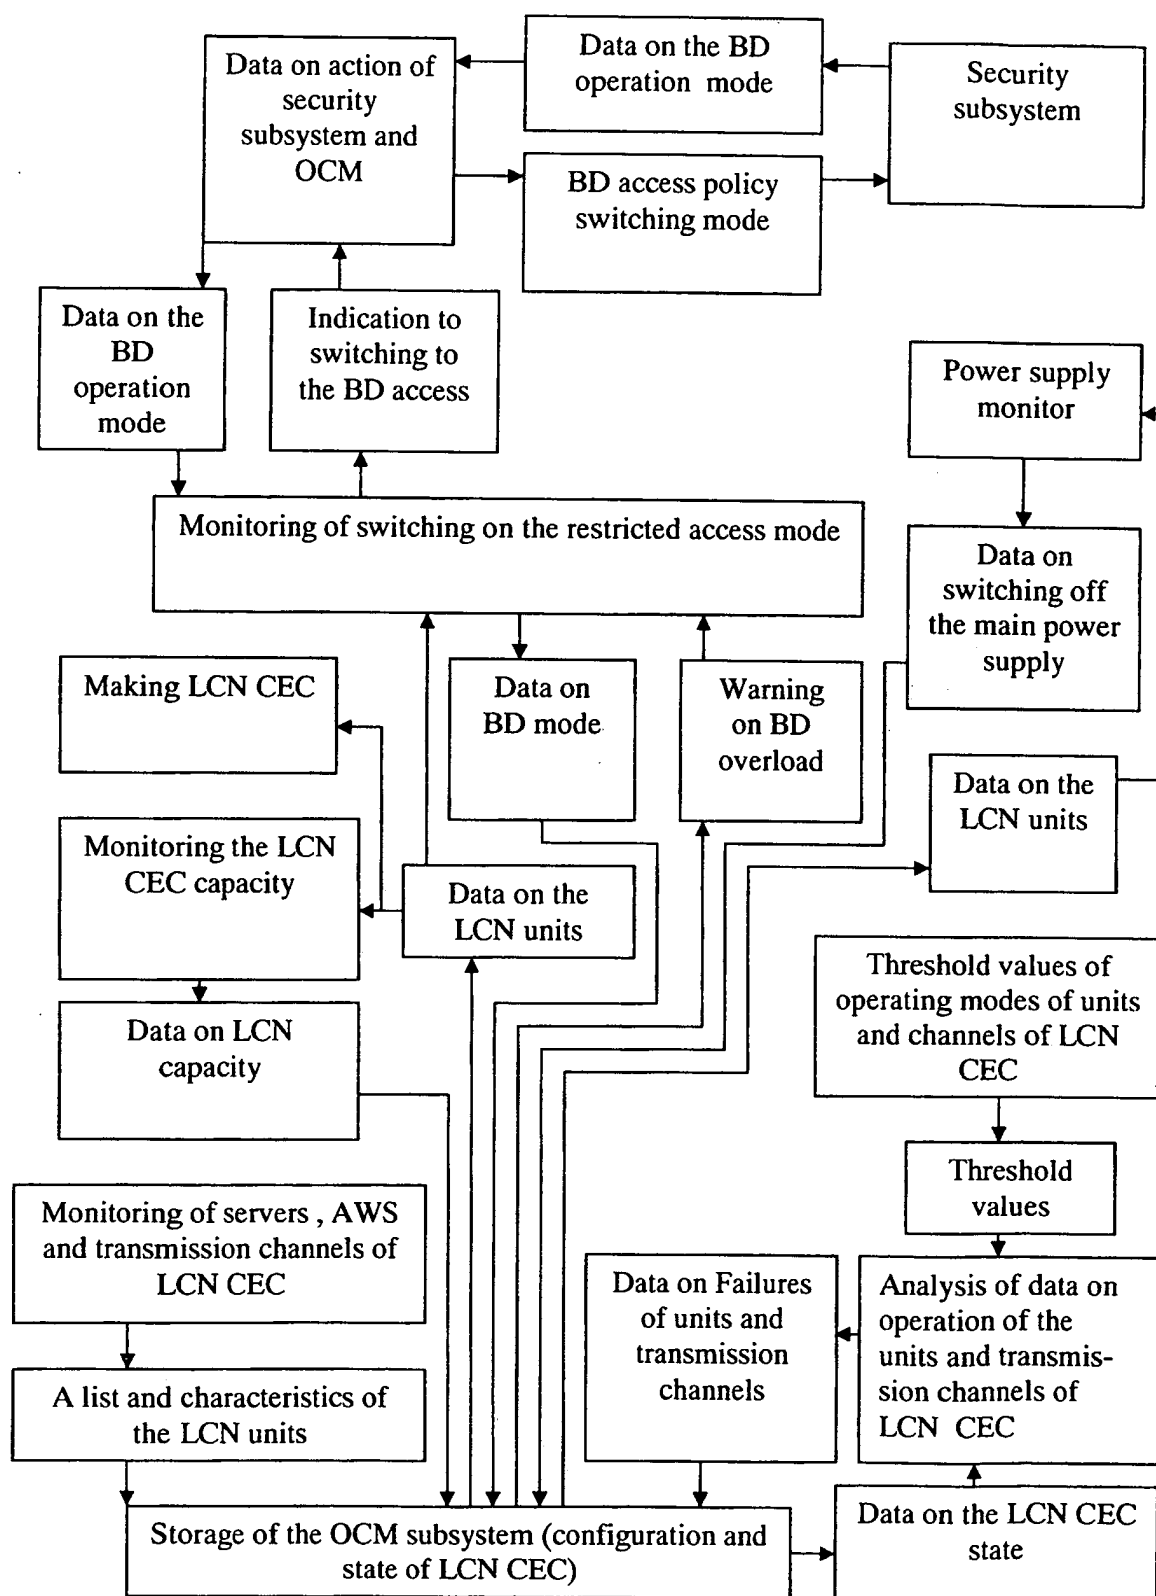 Data on action of
security
subsystem and
OCM
Data on the BD
operation mode
Security
subsystem
BD access policy
switching mode
Data on the
BD
operation
mode
Indication to
switching to
the BD access
Power supply
monitor
Monitoring of switching on the restricted access mode
Data on
switching off
the main power
supply
Making LCN CEC
Data on
BD mode
Warning
on BD
overload
Data on the
LCN units
Monitoring the LCN
CEC capacity
Data on the
LCN units
Threshold values of
operating modes of units
and channels of LCN
CEC
Data on LCN
capacity
Threshold
values
Monitoring of servers , AWS
and transmission channels of
LCN CEC
Data on Failures
of units and
transmission
channels
Analysis of data on
operation of the
units and transmis-
sion channels of
LCN CEC
A list and characteristics of
the LCN units
Storage of the OCM subsystem (configuration and
state of LCN CEC)
Data on the LCN CEC
state